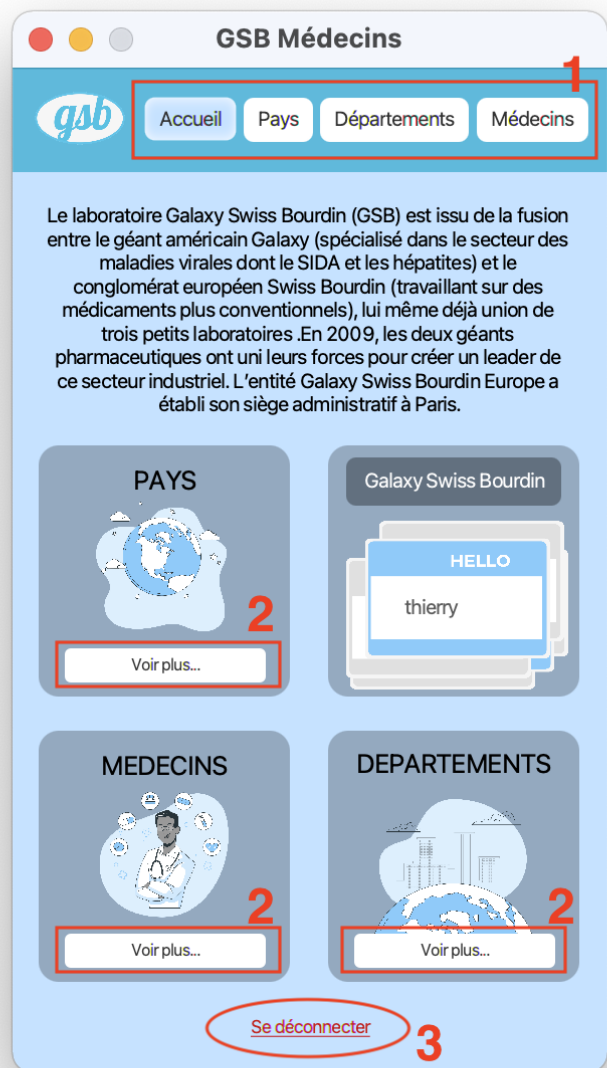 GSB Médecins
1
gsb
Accueil
Pays
Départements
Médecins
Le laboratoire Galaxy Swiss Bourdin (GSB) est issu de la fusion
entre le géant américain Galaxy (spécialisé dans le secteur des
maladies virales dont le SIDA et les hépatites) et le
conglomérat européen Swiss Bourdin (travaillant sur des
médicaments plus conventionnels), lui même déjà union de
trois petits laboratoires .En 2009, les deux géants
pharmaceutiques ont uni leurs forces pour créer un leader de
ce secteur industriel. L'entité Galaxy Swiss Bourdin Europe a
établi son siège administratif à Paris.
PAYS
2
Voir plus...
Galaxy Swiss Bourdin
HELLO
thierry
MEDECINS
2
Voir plus...
DEPARTEMENTS
2
Voir plus...
Se déconnecter
3